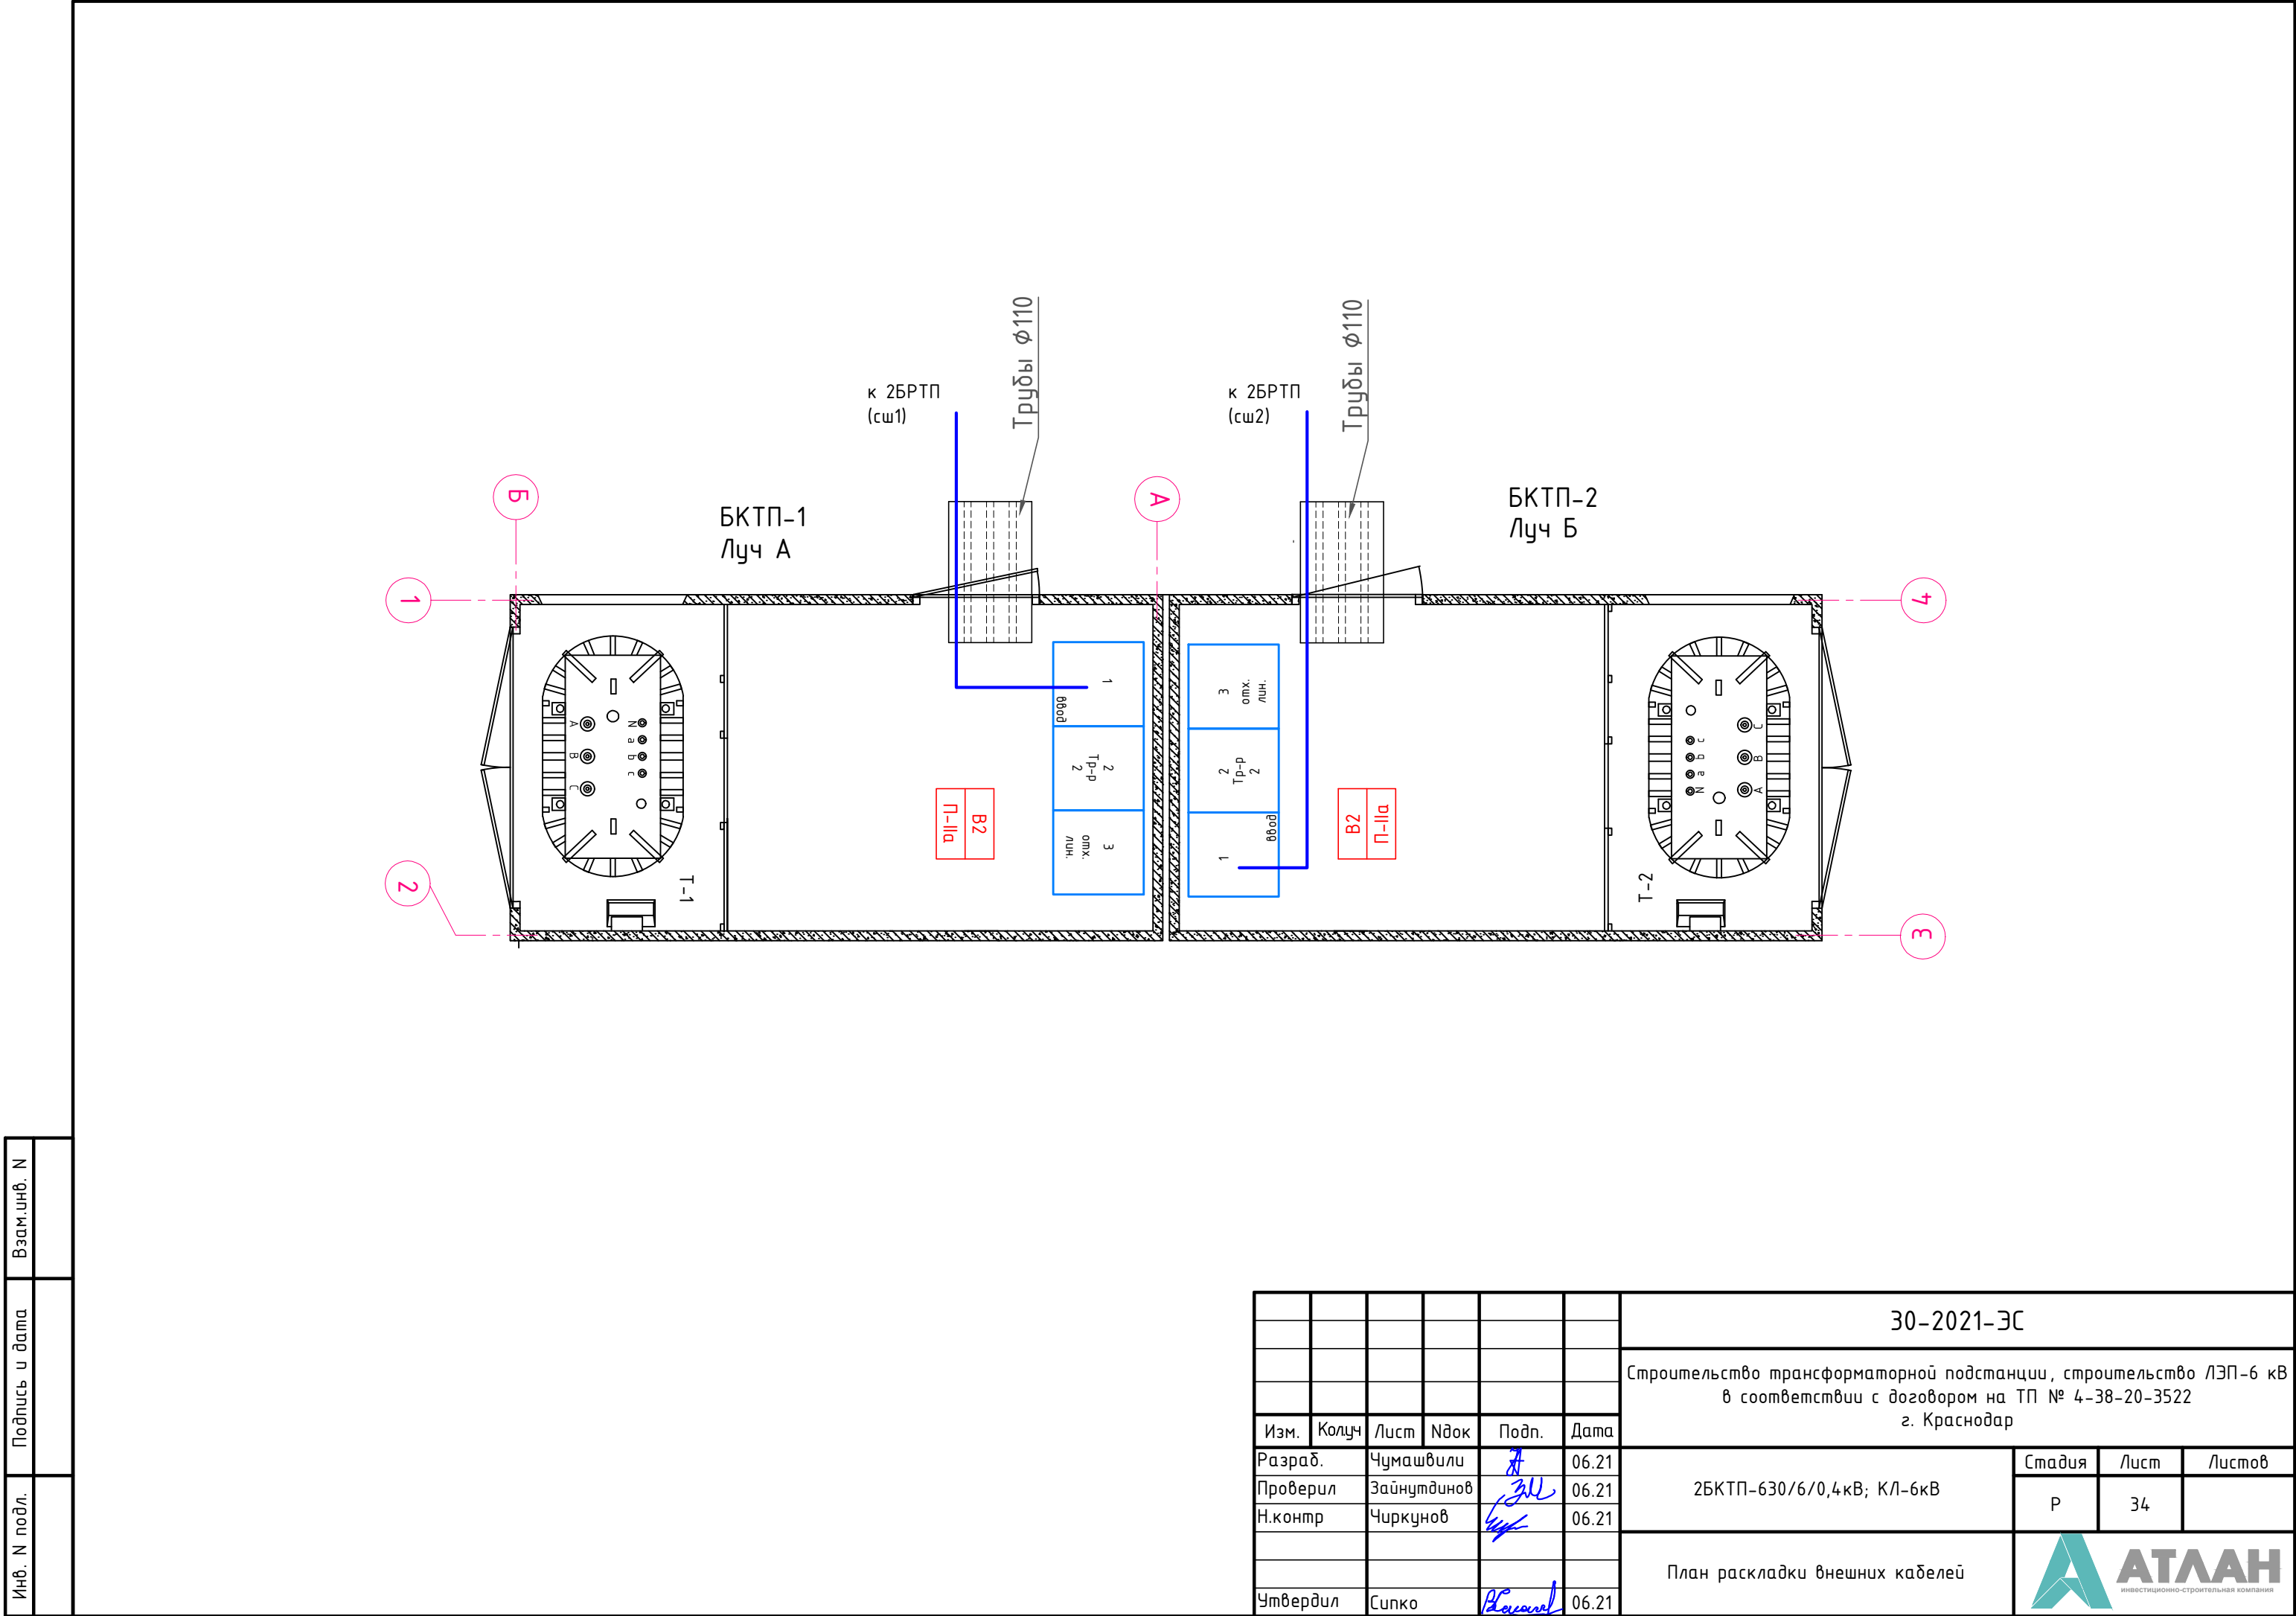 Трубы ф110
Трубы ф110
к 2БРТП
(сш1)
к 2БРТП
(сш2)
Б
А
БКТП-1
Луч А
БКТП-2
Луч Б
1
4
2
3
1
ввод
2
Тр-р
2
3
отх.
лин.
3
отх.
лин.
2
Тр-р
2
1
ввод
В2
П-IIа
В2
П-IIа
A
B
C
N
a
b
c
Т-1
C
B
A
c
b
a
N
Т-2
Взам.инв. N
Подпись и дата
Инв. N подл.
30-2021-ЭС
Строительство трансформаторной подстанции, строительство ЛЭП-6 кВ
в соответствии с договором на ТП № 4-38-20-3522
г. Краснодар
Изм. Колуч Лист Nдок Подп. Дата
Разраб. Чумашвили 06.21
Проверил Зайнутдинов 06.21
Н.контр Чиркунов 06.21
Утвердил Сипко 06.21
2БКТП-630/6/0,4кВ; КЛ-6кВ
Стадия Лист Листов
Р 34
План раскладки внешних кабелей
АТЛАН
инвестиционно-строительная компания